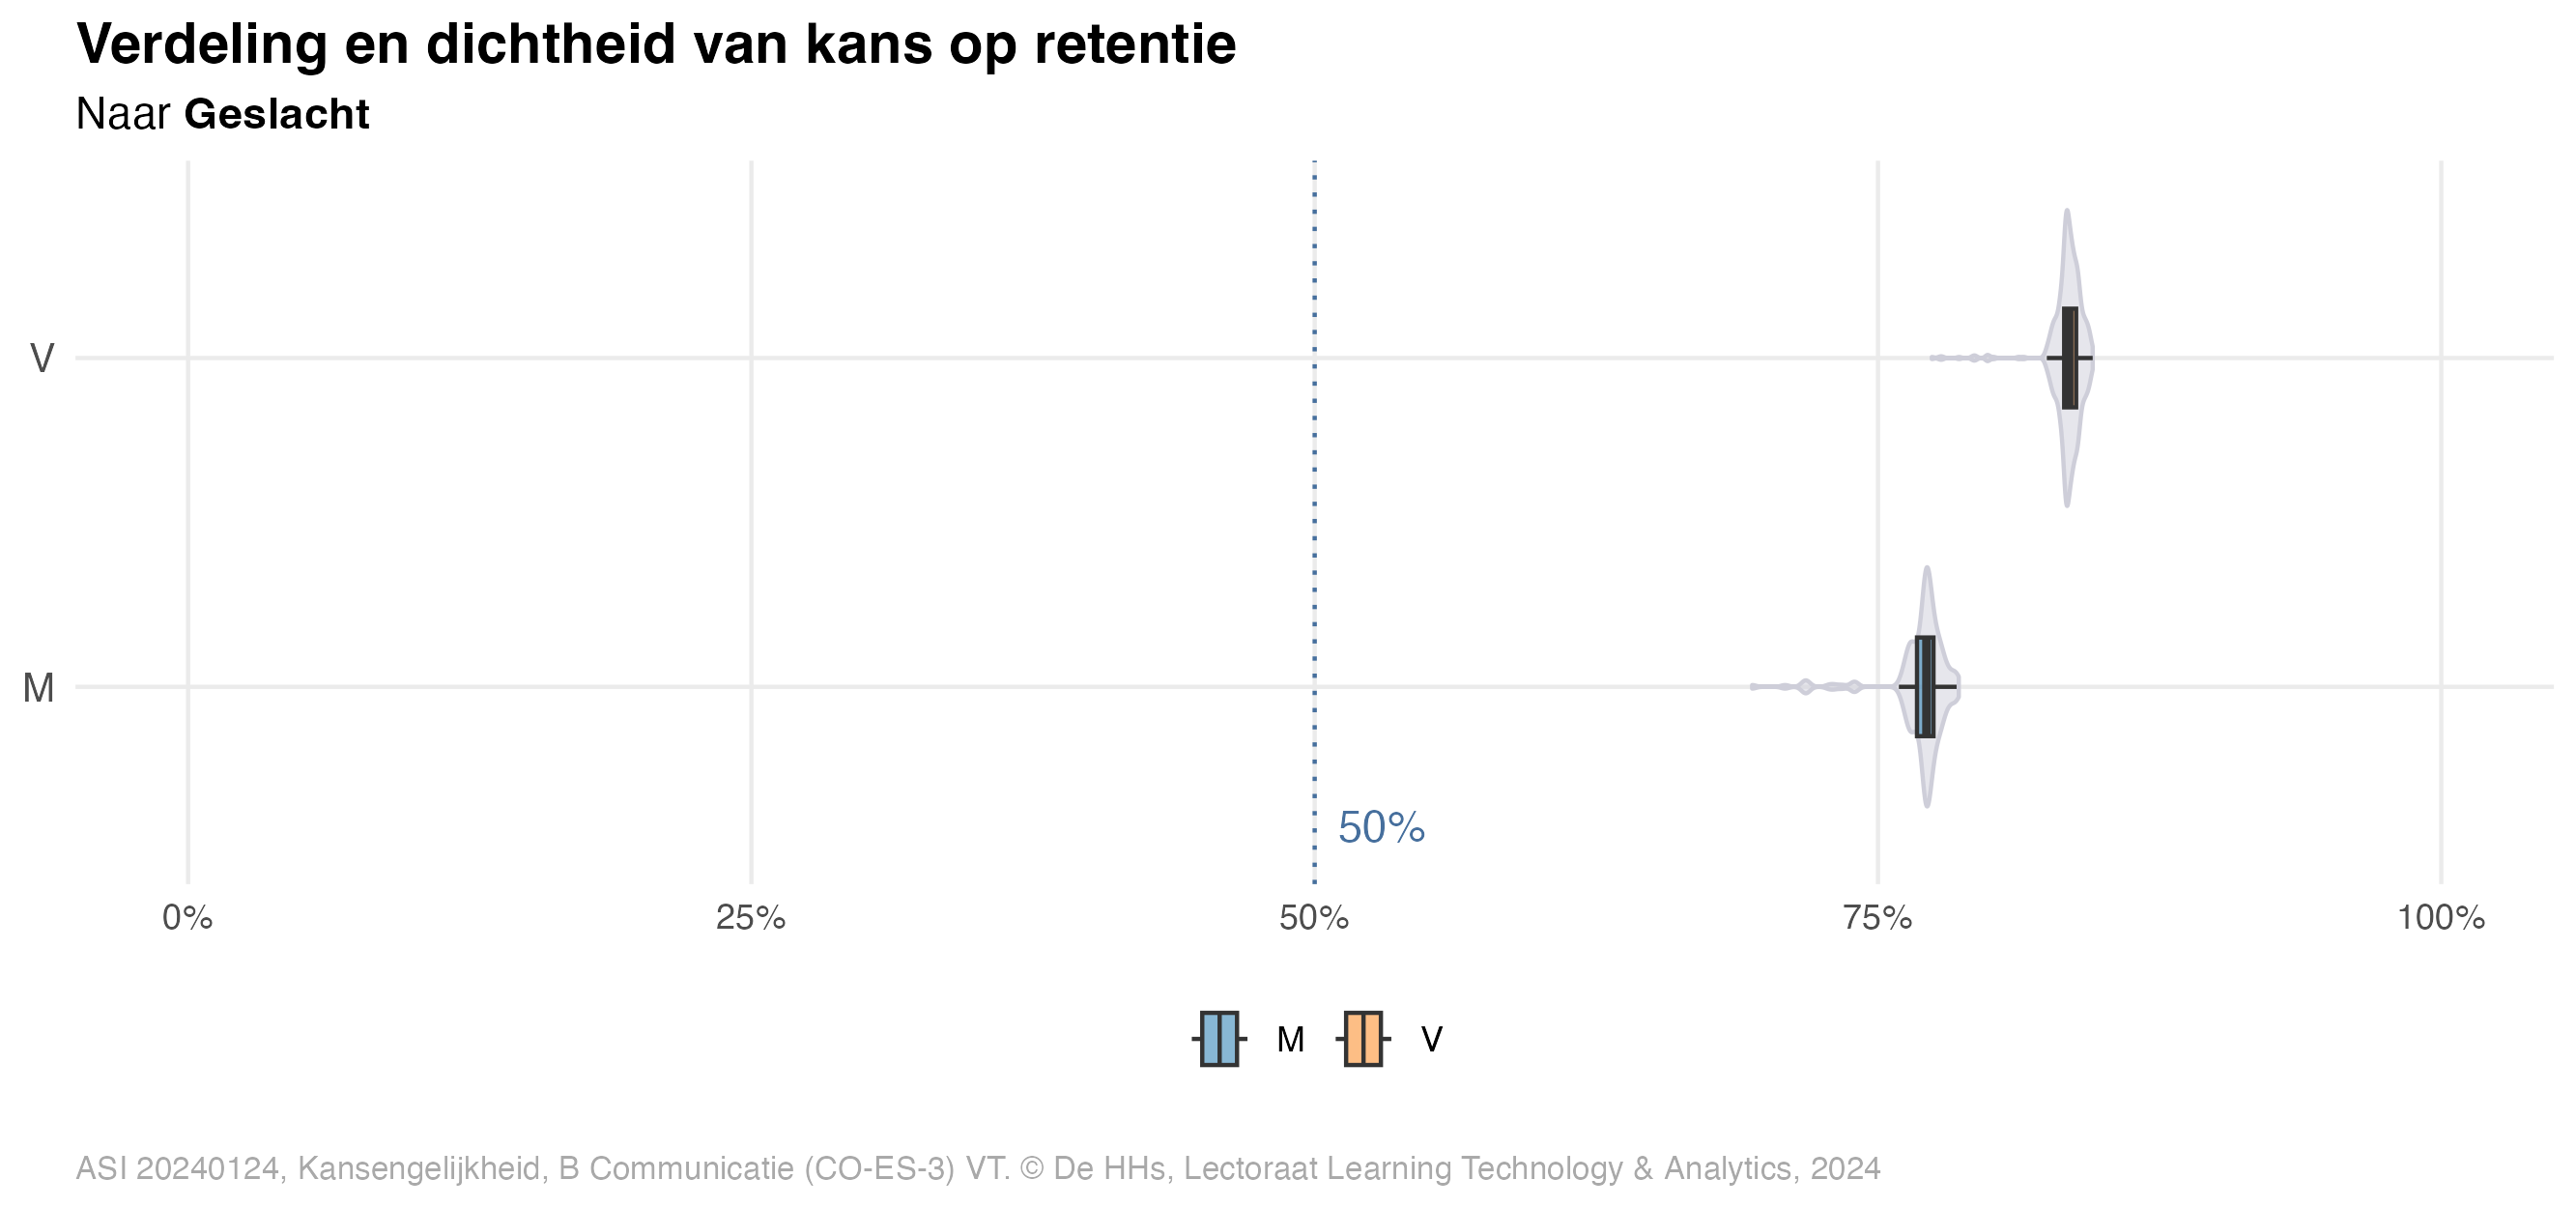 Verdeling en dichtheid van kans op retentie
Naar Geslacht
V
M
50%
0% 25% 50% 75% 100%
M V
ASI 20240124, Kansengelijkheid, B Communicatie (CO-ES-3) VT. © De HHs, Lectoraat Learning Technology & Analytics, 2024